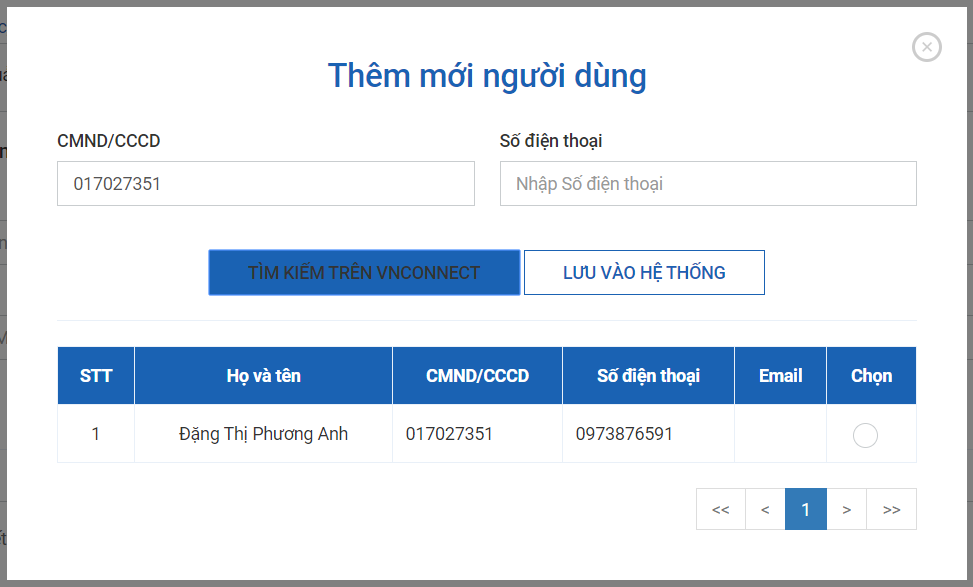 Thêm mới người dùng
CMND/CCCD Số điện thoại
017027351 Nhập Số điện thoại
TÌM KIẾM TRÊN VNCONNECT LƯU VÀO HỆ THỐNG
STT Họ và tên CMND/CCCD Số điện thoại Email Chọn
1 Đặng Thị Phương Anh 017027351 0973876591
<< < 1 > >>